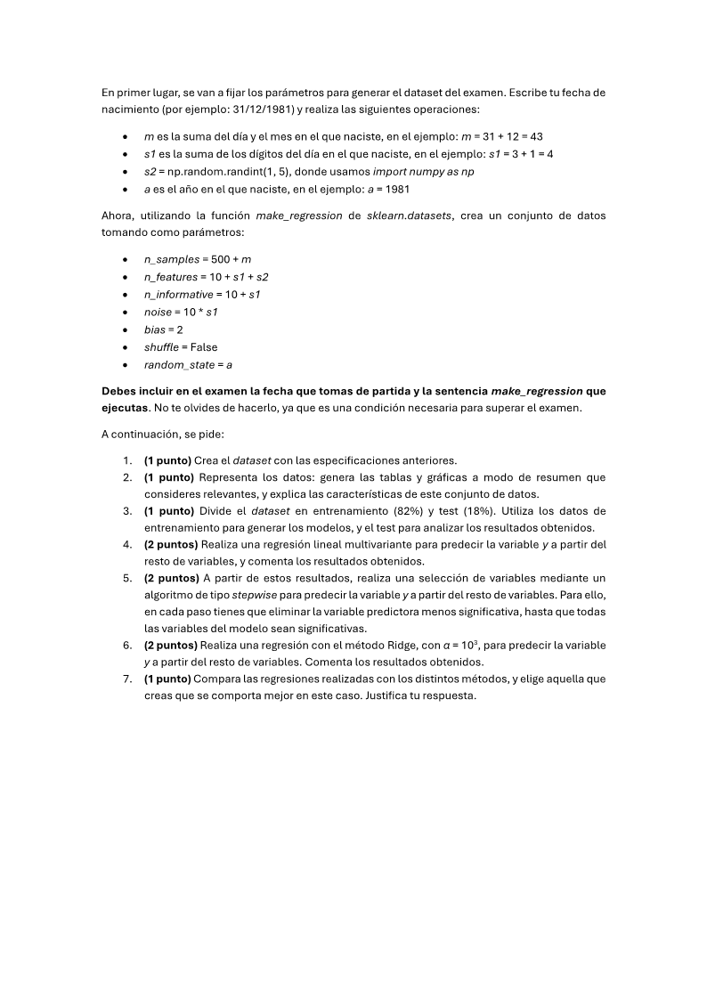 En primer lugar, se van a fijar los parámetros para generar el dataset del examen. Escribe tu fecha de
nacimiento (por ejemplo: 31/12/1981) y realiza las siguientes operaciones:
• m es la suma del día y el mes en el que naciste, en el ejemplo: m = 31 + 12 = 43
• s1 es la suma de los dígitos del día en el que naciste, en el ejemplo: s1 = 3 + 1 = 4
• s2 = np.random.randint(1, 5), donde usamos import numpy as np
• a es el año en el que naciste, en el ejemplo: a = 1981
Ahora, utilizando la función make_regression de sklearn.datasets, crea un conjunto de datos
tomando como parámetros:
• n_samples = 500 + m
• n_features = 10 + s1 + s2
• n_informative = 10 + s1
• noise = 10 * s1
• bias = 2
• shuffle = False
• random_state = a
Debes incluir en el examen la fecha que tomas de partida y la sentencia make_regression que
ejecutas. No te olvides de hacerlo, ya que es una condición necesaria para superar el examen.
A continuación, se pide:
1. (1 punto) Crea el dataset con las especificaciones anteriores.
2. (1 punto) Representa los datos: genera las tablas y gráficas a modo de resumen que
consideres relevantes, y explica las características de este conjunto de datos.
3. (1 punto) Divide el dataset en entrenamiento (82%) y test (18%). Utiliza los datos de
entrenamiento para generar los modelos, y el test para analizar los resultados obtenidos.
4. (2 puntos) Realiza una regresión lineal multivariante para predecir la variable y a partir del
resto de variables, y comenta los resultados obtenidos.
5. (2 puntos) A partir de estos resultados, realiza una selección de variables mediante un
algoritmo de tipo stepwise para predecir la variable y a partir del resto de variables. Para ello,
en cada paso tienes que eliminar la variable predictora menos significativa, hasta que todas
las variables del modelo sean significativas.
6. (2 puntos) Realiza una regresión con el método Ridge, con α = 10³, para predecir la variable
y a partir del resto de variables. Comenta los resultados obtenidos.
7. (1 punto) Compara las regresiones realizadas con los distintos métodos, y elige aquella que
creas que se comporta mejor en este caso. Justifica tu respuesta.